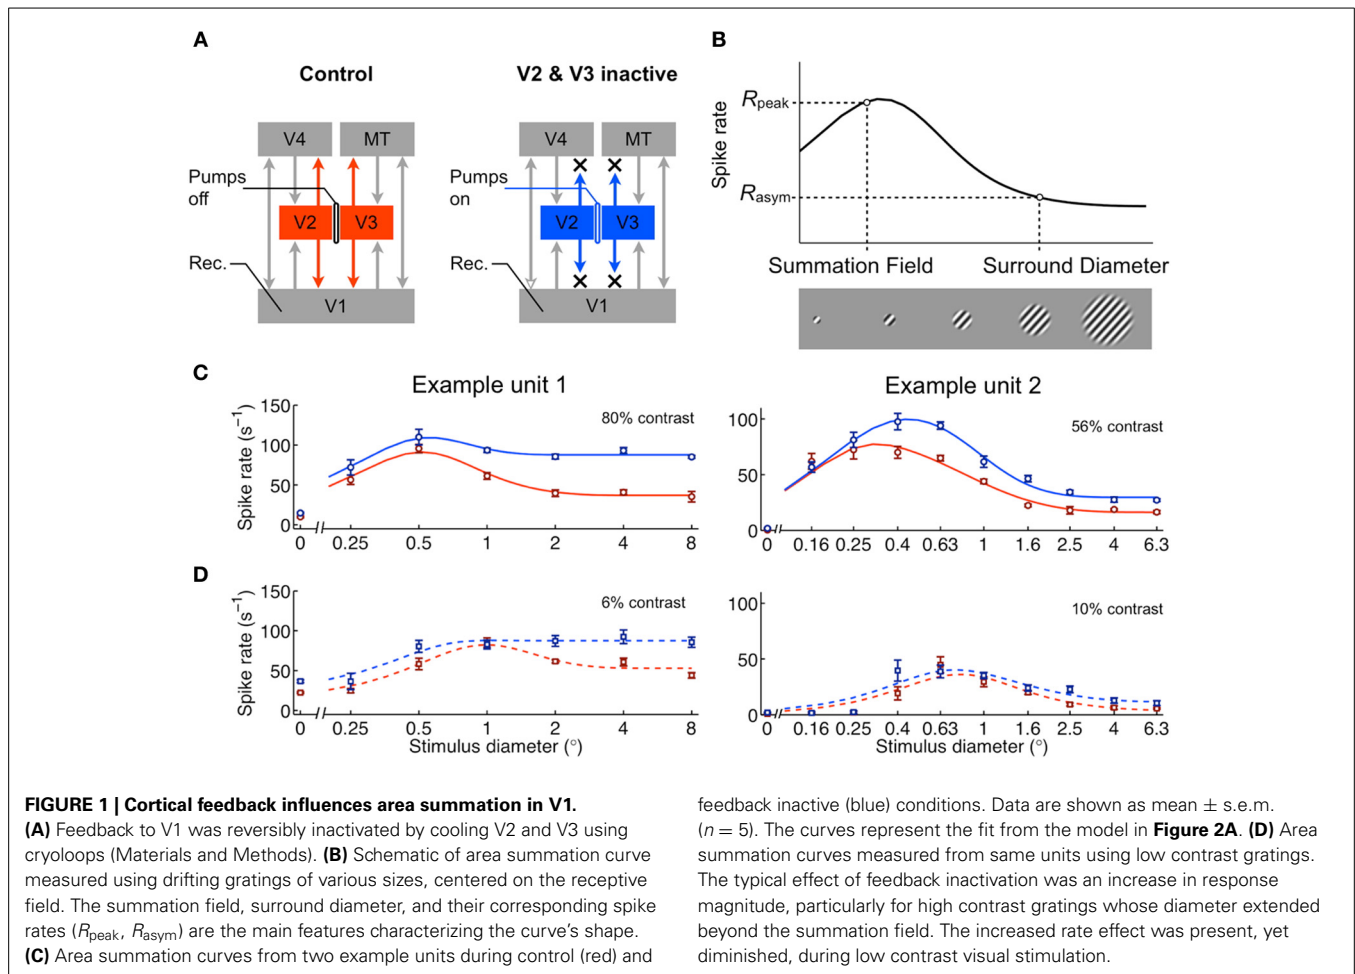 A
Control
V2 & V3 inactive
V4
MT
V4
MT
Pumps
off
Pumps
on
V2
V3
V2
V3
Rec.
Rec.
V1
V1
B
Spike rate
Rpeak
Rasym
Summation Field
Surround Diameter
C
Example unit 1
Example unit 2
Spike rate (s⁻¹)
150
100
50
0
80% contrast
0 0.25 0.5 1 2 4 8
100
50
0
56% contrast
0 0.16 0.25 0.4 0.63 1 1.6 2.5 4 6.3
D
Spike rate (s⁻¹)
150
100
50
0
6% contrast
0 0.25 0.5 1 2 4 8
Stimulus diameter (°)
100
50
0
10% contrast
0 0.16 0.25 0.4 0.63 1 1.6 2.5 4 6.3
Stimulus diameter (°)
FIGURE 1 | Cortical feedback influences area summation in V1.
(A) Feedback to V1 was reversibly inactivated by cooling V2 and V3 using
cryoloops (Materials and Methods). (B) Schematic of area summation curve
measured using drifting gratings of various sizes, centered on the receptive
field. The summation field, surround diameter, and their corresponding spike
rates (Rpeak, Rasym) are the main features characterizing the curve's shape.
(C) Area summation curves from two example units during control (red) and
feedback inactive (blue) conditions. Data are shown as mean ± s.e.m.
(n = 5). The curves represent the fit from the model in Figure 2A. (D) Area
summation curves measured from same units using low contrast gratings.
The typical effect of feedback inactivation was an increase in response
magnitude, particularly for high contrast gratings whose diameter extended
beyond the summation field. The increased rate effect was present, yet
diminished, during low contrast visual stimulation.